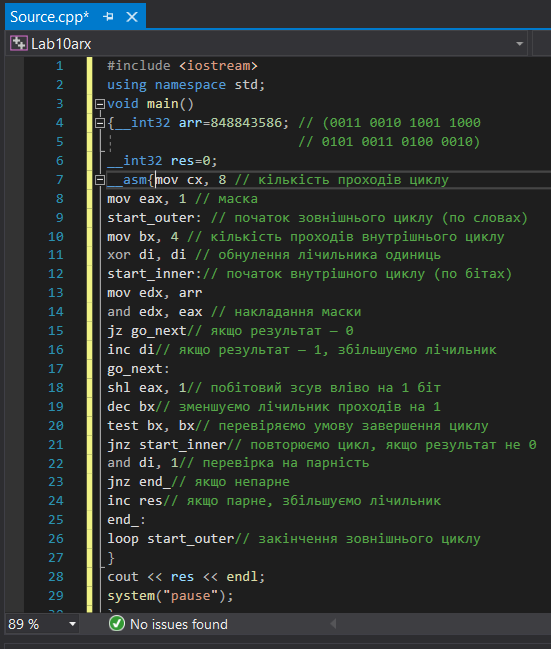 Source.cpp*
Lab10arx
1 #include <iostream>
2 using namespace std;
3 void main()
4 {__int32 arr=848843586; // (0011 0010 1001 1000
5 // 0101 0011 0100 0010)
6 __int32 res=0;
7 __asm{mov cx, 8 // кількість проходів циклу
8 mov eax, 1 // маска
9 start_outer: // початок зовнішнього циклу (по словах)
10 mov bx, 4 // кількість проходів внутрішнього циклу
11 xor di, di // обнулення лічильника одиниць
12 start_inner:// початок внутрішного циклу (по бітах)
13 mov edx, arr
14 and edx, eax // накладання маски
15 jz go_next// якщо результат – 0
16 inc di// якщо результат – 1, збільшуємо лічильник
17 go_next:
18 shl eax, 1// побітовий зсув вліво на 1 біт
19 dec bx// зменшуємо лічильник проходів на 1
20 test bx, bx// перевіряємо умову завершення циклу
21 jnz start_inner// повторюємо цикл, якщо результат не 0
22 and di, 1// перевірка на парність
23 jnz end_// якщо непарне
24 inc res// якщо парне, збільшуємо лічильник
25 end_:
26 loop start_outer// закінчення зовнішнього циклу
27 }
28 cout << res << endl;
29 system("pause");
89 %
No issues found